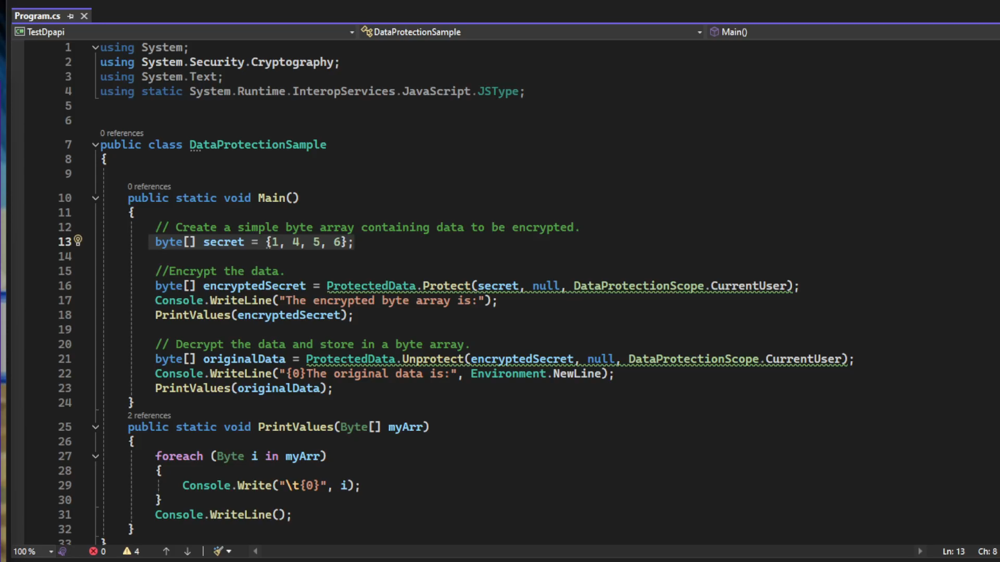 Program.cs
TestDpapi DataProtectionSample Main()
1 using System;
2 using System.Security.Cryptography;
3 using System.Text;
4 using static System.Runtime.InteropServices.JavaScript.JSType;
5
6
0 references
7 public class DataProtectionSample
8 {
9
0 references
10 public static void Main()
11 {
12 // Create a simple byte array containing data to be encrypted.
13 byte[] secret = {1, 4, 5, 6};
14
15 //Encrypt the data.
16 byte[] encryptedSecret = ProtectedData.Protect(secret, null, DataProtectionScope.CurrentUser);
17 Console.WriteLine("The encrypted byte array is:");
18 PrintValues(encryptedSecret);
19
20 // Decrypt the data and store in a byte array.
21 byte[] originalData = ProtectedData.Unprotect(encryptedSecret, null, DataProtectionScope.CurrentUser);
22 Console.WriteLine("{0}The original data is:", Environment.NewLine);
23 PrintValues(originalData);
24 }
2 references
25 public static void PrintValues(Byte[] myArr)
26 {
27 foreach (Byte i in myArr)
28 {
29 Console.Write("\t{0}", i);
30 }
31 Console.WriteLine();
32 }
33 }
100 % 0 4 Ln: 13 Ch: 8